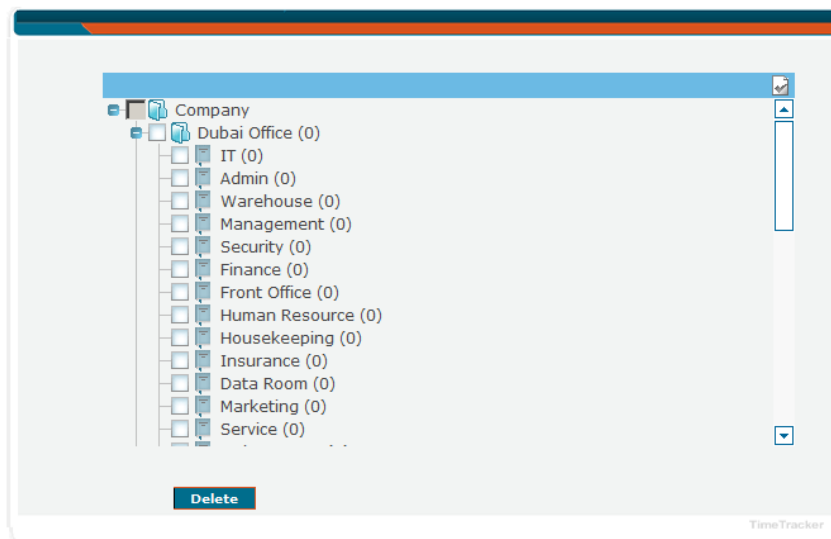 Company
Dubai Office (0)
IT (0)
Admin (0)
Warehouse (0)
Management (0)
Security (0)
Finance (0)
Front Office (0)
Human Resource (0)
Housekeeping (0)
Insurance (0)
Data Room (0)
Marketing (0)
Service (0)
Delete
TimeTracker